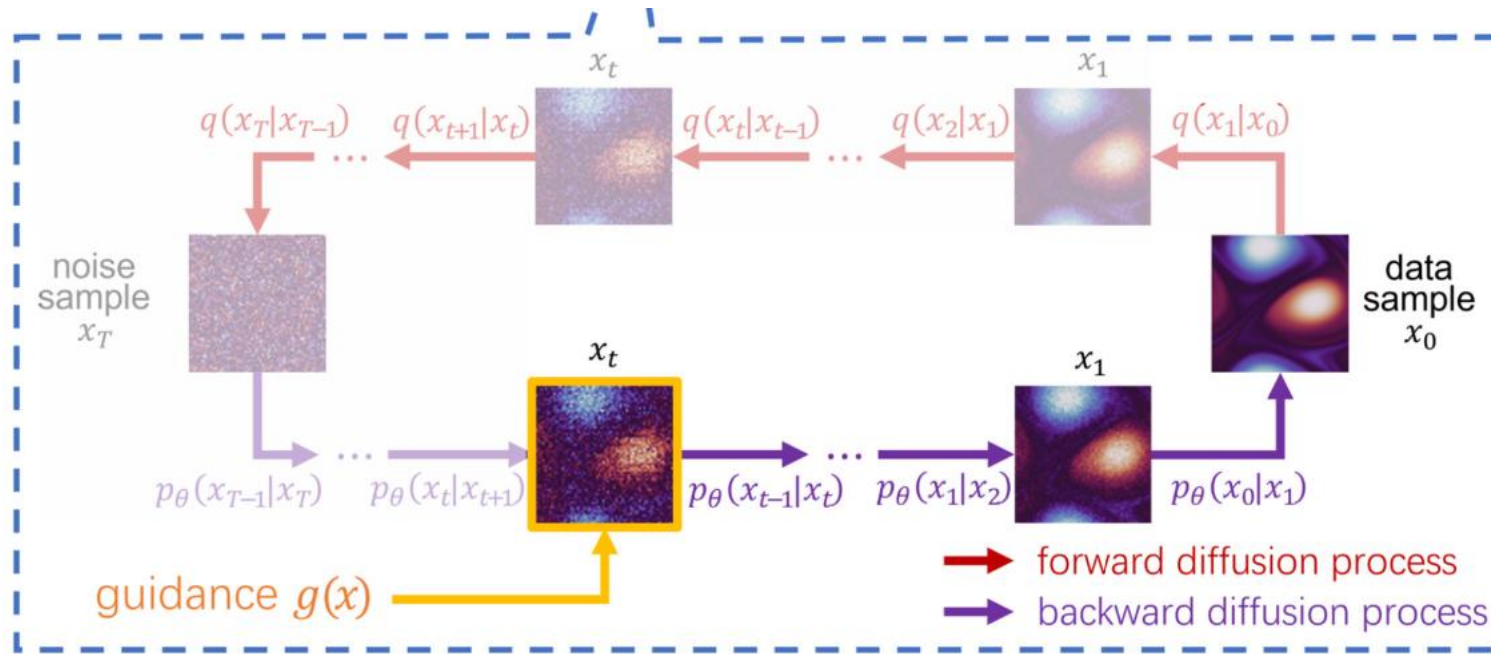 x_t
x_1
q(x_T|x_{T-1})
q(x_{t+1}|x_t)
q(x_t|x_{t-1})
q(x_2|x_1)
q(x_1|x_0)
...
...
noise
sample
x_T
data
sample
x_0
x_t
x_1
...
...
p_θ(x_{T-1}|x_T)
p_θ(x_t|x_{t+1})
p_θ(x_{t-1}|x_t)
p_θ(x_1|x_2)
p_θ(x_0|x_1)
guidance g(x)
forward diffusion process
backward diffusion process